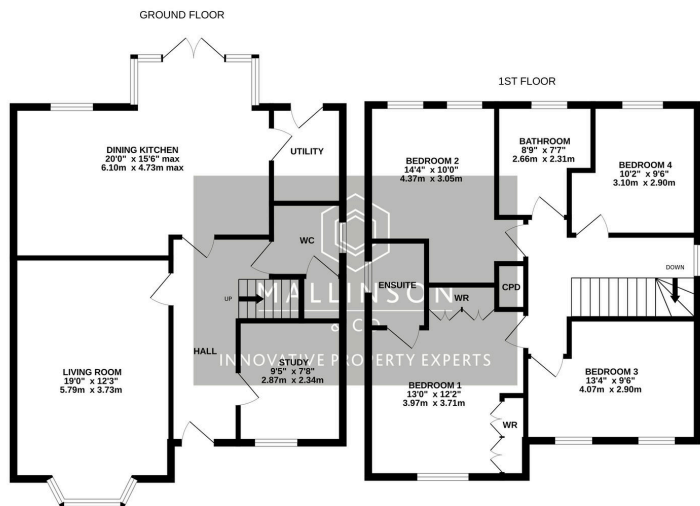 GROUND FLOOR
DINING KITCHEN
20'0" x 15'6" max
6.10m x 4.73m max
UTILITY
WC
UP
LIVING ROOM
19'0" x 12'3"
5.79m x 3.73m
HALL
STUDY
9'5" x 7'8"
2.87m x 2.34m
1ST FLOOR
BEDROOM 2
14'4" x 10'0"
4.37m x 3.05m
BATHROOM
8'9" x 7'7"
2.66m x 2.31m
BEDROOM 4
10'2" x 9'6"
3.10m x 2.90m
DOWN
ENSUITE
WR
CPD
BEDROOM 1
13'0" x 12'2"
3.97m x 3.71m
WR
BEDROOM 3
13'4" x 9'6"
4.07m x 2.90m
MALLINSON
& CO
INNOVATIVE PROPERTY EXPERTS